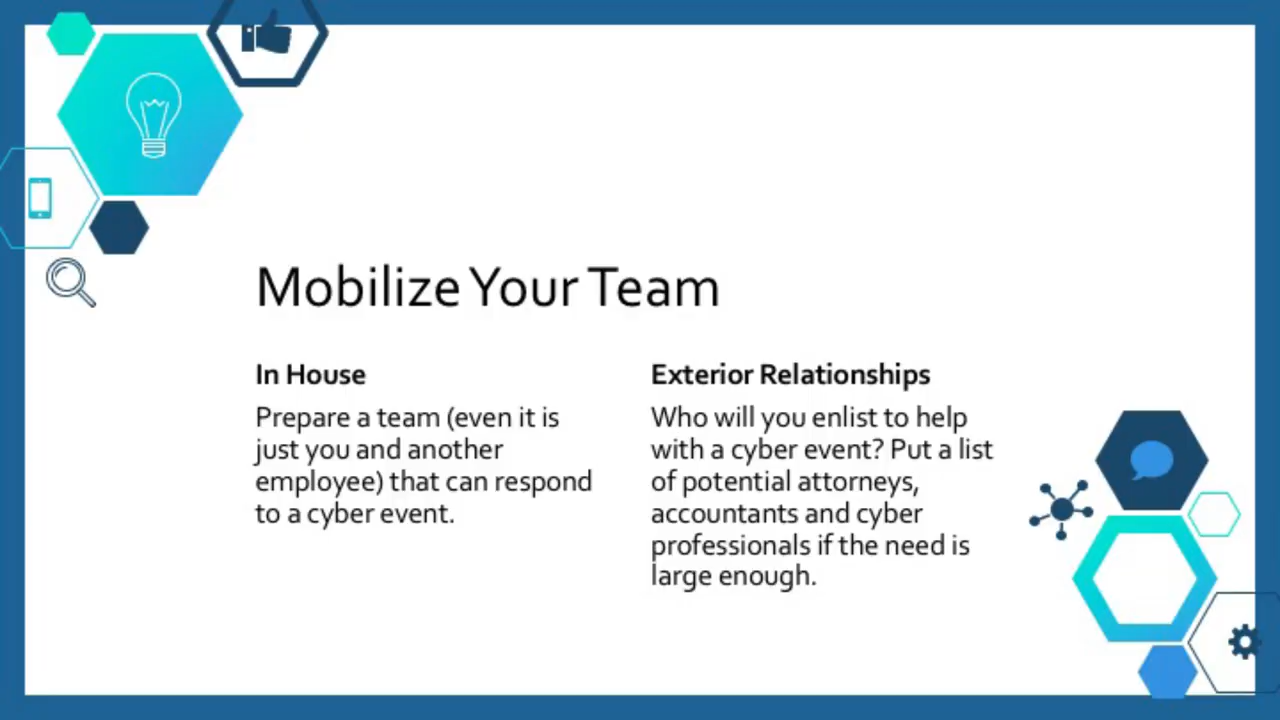 Mobilize Your Team
In House
Prepare a team (even it is
just you and another
employee) that can respond
to a cyber event.
Exterior Relationships
Who will you enlist to help
with a cyber event? Put a list
of potential attorneys,
accountants and cyber
professionals if the need is
large enough.